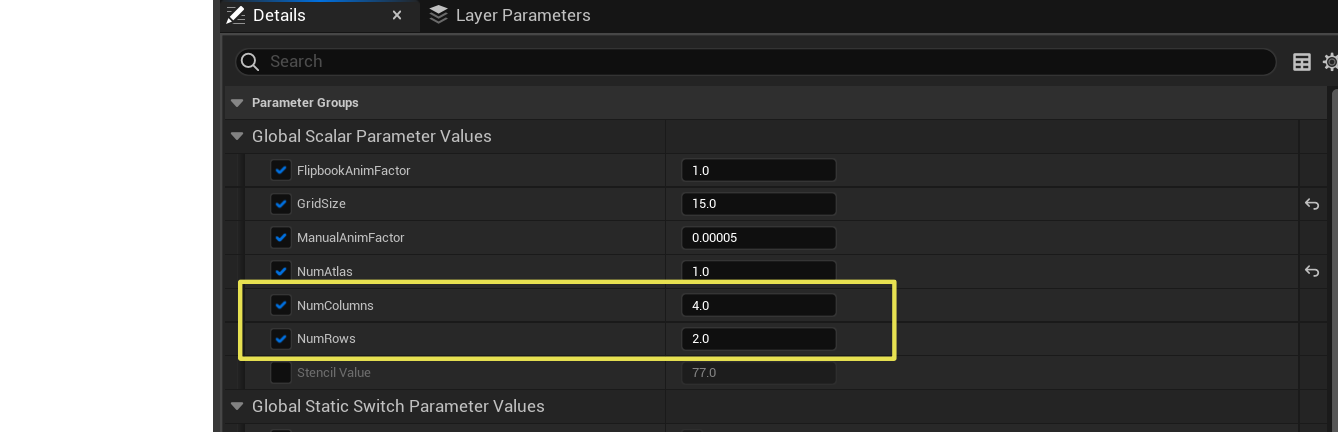 Details
Layer Parameters
Search
Parameter Groups
Global Scalar Parameter Values
FlipbookAnimFactor 1.0
GridSize 15.0
ManualAnimFactor 0.00005
NumAtlas 1.0
NumColumns 4.0
NumRows 2.0
Stencil Value 77.0
Global Static Switch Parameter Values